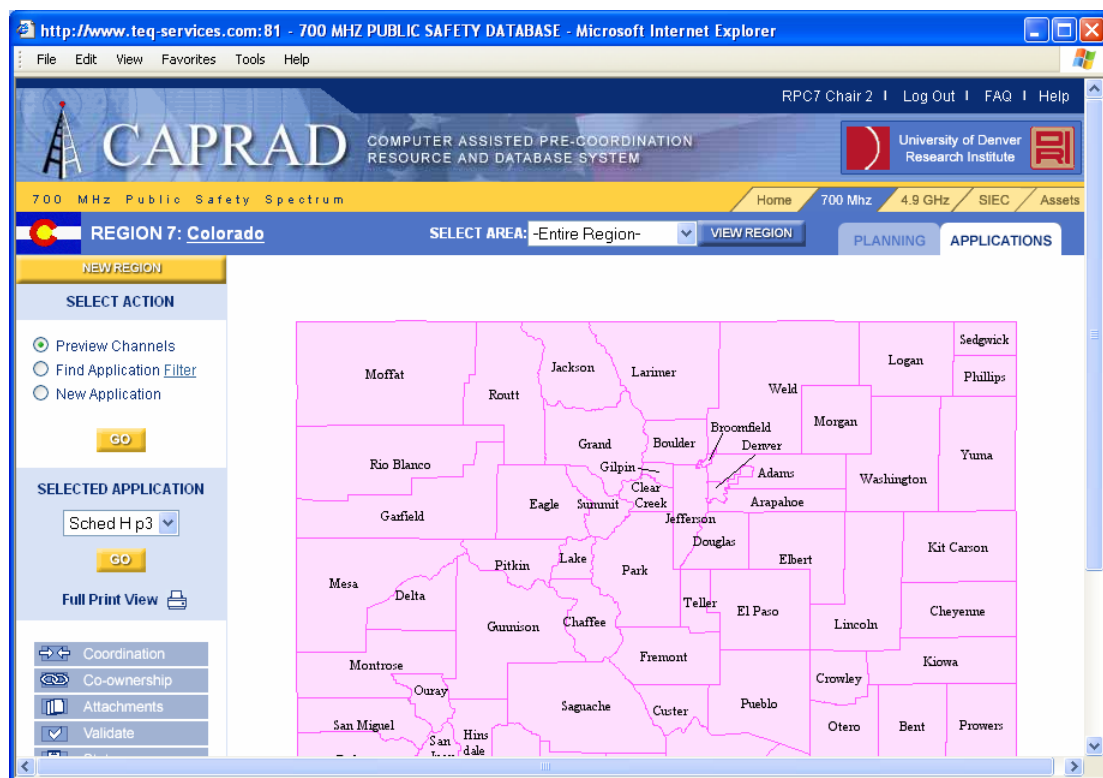 http://www.teq-services.com:81 - 700 MHZ PUBLIC SAFETY DATABASE - Microsoft Internet Explorer
File Edit View Favorites Tools Help
RPC7 Chair 2 I Log Out I FAQ I Help
CAPRAD
COMPUTER ASSISTED PRE-COORDINATION
RESOURCE AND DATABASE SYSTEM
University of Denver
Research Institute
700 MHz Public Safety Spectrum
Home 700 Mhz 4.9 GHz SIEC Assets
REGION 7: Colorado
SELECT AREA: -Entire Region- VIEW REGION
PLANNING APPLICATIONS
NEW REGION
SELECT ACTION
Preview Channels
Find Application Filter
New Application
GO
SELECTED APPLICATION
Sched H p3
GO
Full Print View
Coordination
Co-ownership
Attachments
Validate
Sedgwick
Logan
Phillips
Moffat
Jackson
Larimer
Routt
Weld
Morgan
Broomfield
Grand
Boulder
Denver
Yuma
Rio Blanco
Gilpin
Adams
Washington
Clear
Creek
Eagle
Summit
Arapahoe
Garfield
Jefferson
Douglas
Kit Carson
Lake
Elbert
Pitkin
Park
Mesa
Delta
Teller
El Paso
Cheyenne
Chaffee
Lincoln
Gunnison
Fremont
Montrose
Kiowa
Crowley
Ouray
Saguache
Custer
Pueblo
San Miguel
Otero
Bent
Prowers
San
Hins
dale